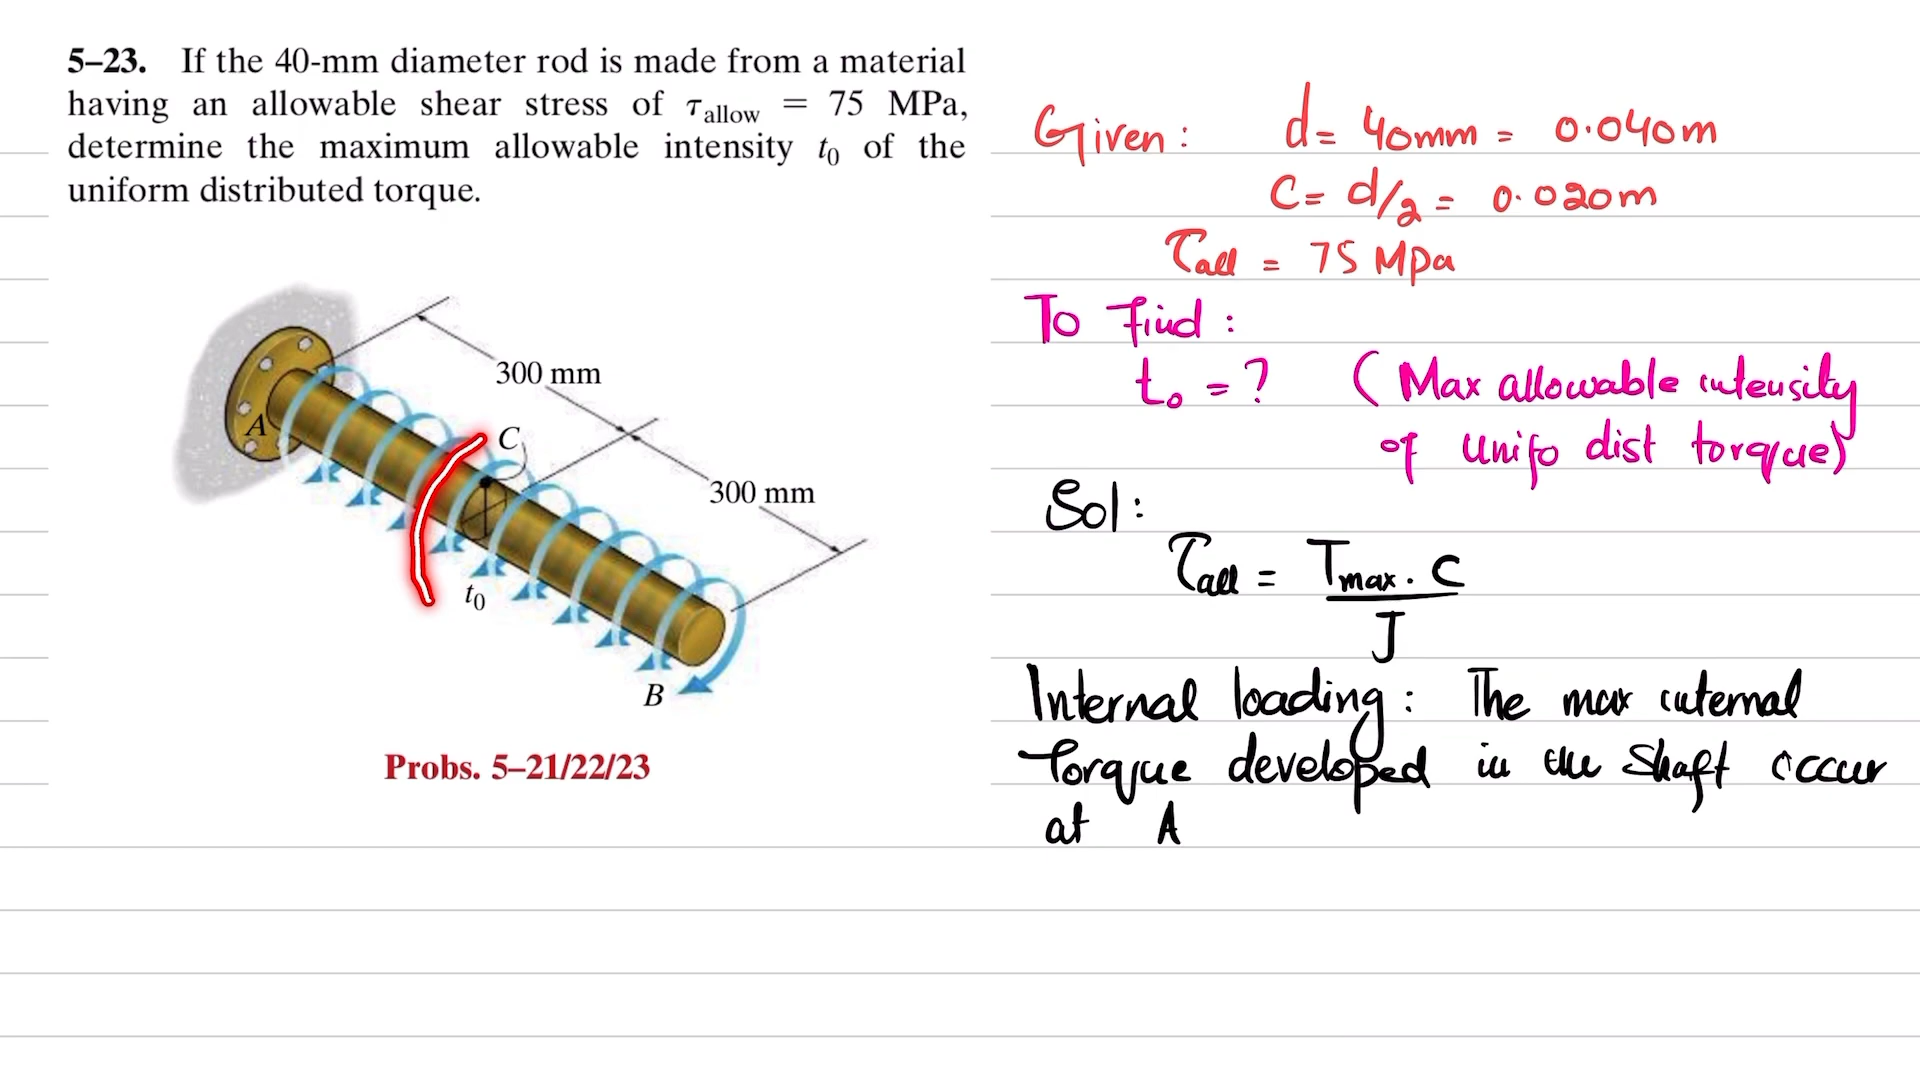 5–23. If the 40-mm diameter rod is made from a material
having an allowable shear stress of τallow = 75 MPa,
determine the maximum allowable intensity t0 of the
uniform distributed torque.
300 mm
A
C
300 mm
t0
B
Probs. 5–21/22/23
Given: d = 40mm = 0.040m
C = d/2 = 0.020m
τall = 75 MPa
To Find:
to = ? (Max allowable intensity
of unifo dist torque)
Sol:
τall = Tmax . C
J
Internal loading: The max internal
Torque developed in the shaft occur
at A